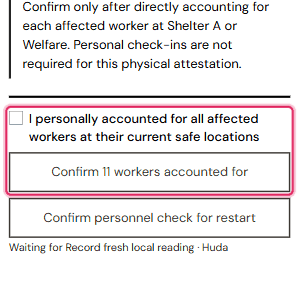 Confirm only after directly accounting for
each affected worker at Shelter A or
Welfare. Personal check-ins are not
required for this physical attestation.
I personally accounted for all affected
workers at their current safe locations
Confirm 11 workers accounted for
Confirm personnel check for restart
Waiting for Record fresh local reading · Huda